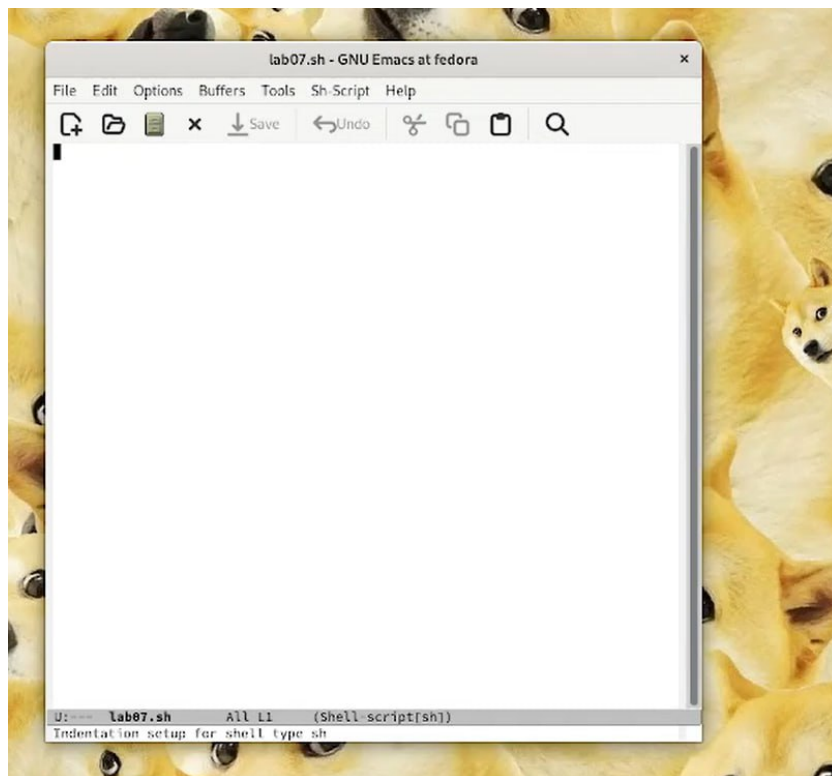 lab07.sh - GNU Emacs at fedora
File Edit Options Buffers Tools Sh-Script Help
Save Undo
U:--- lab07.sh All L1 (Shell-script[sh])
Indentation setup for shell type sh